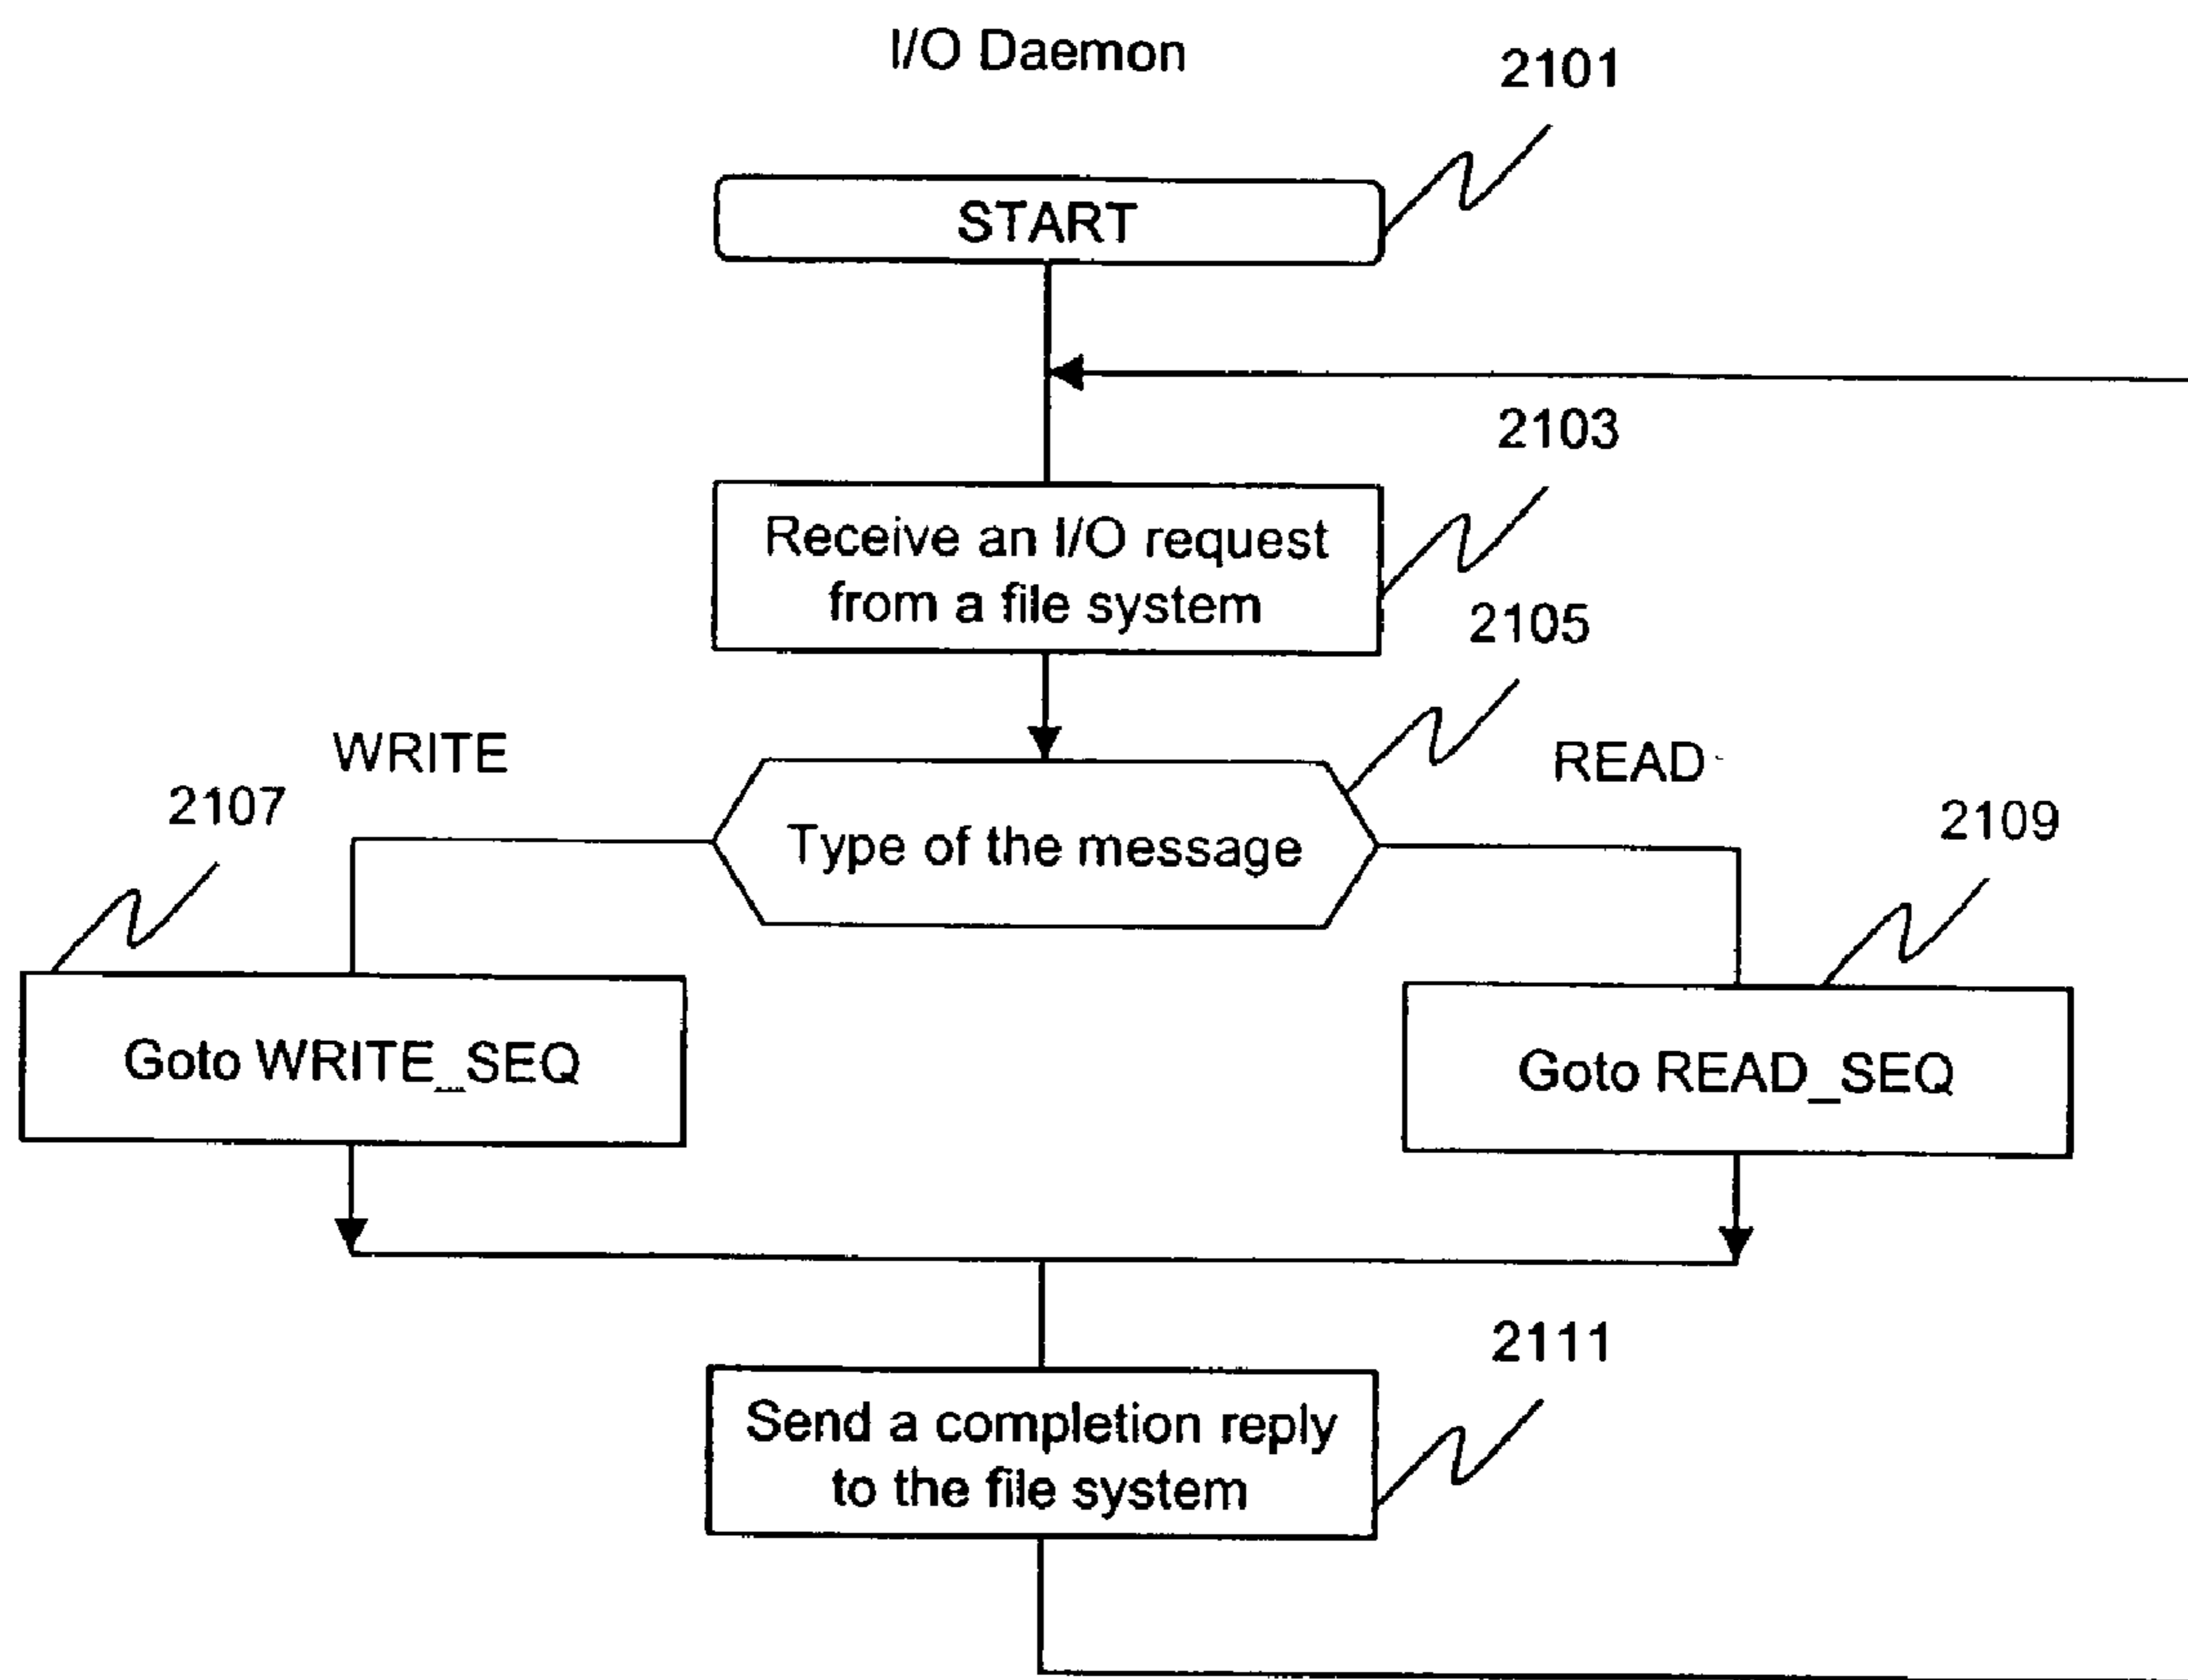 I/O Daemon
2101
START
2103
Receive an I/O request
from a file system
2105
WRITE
READ
2107
Type of the message
2109
Goto WRITE_SEQ
Goto READ_SEQ
2111
Send a completion reply
to the file system